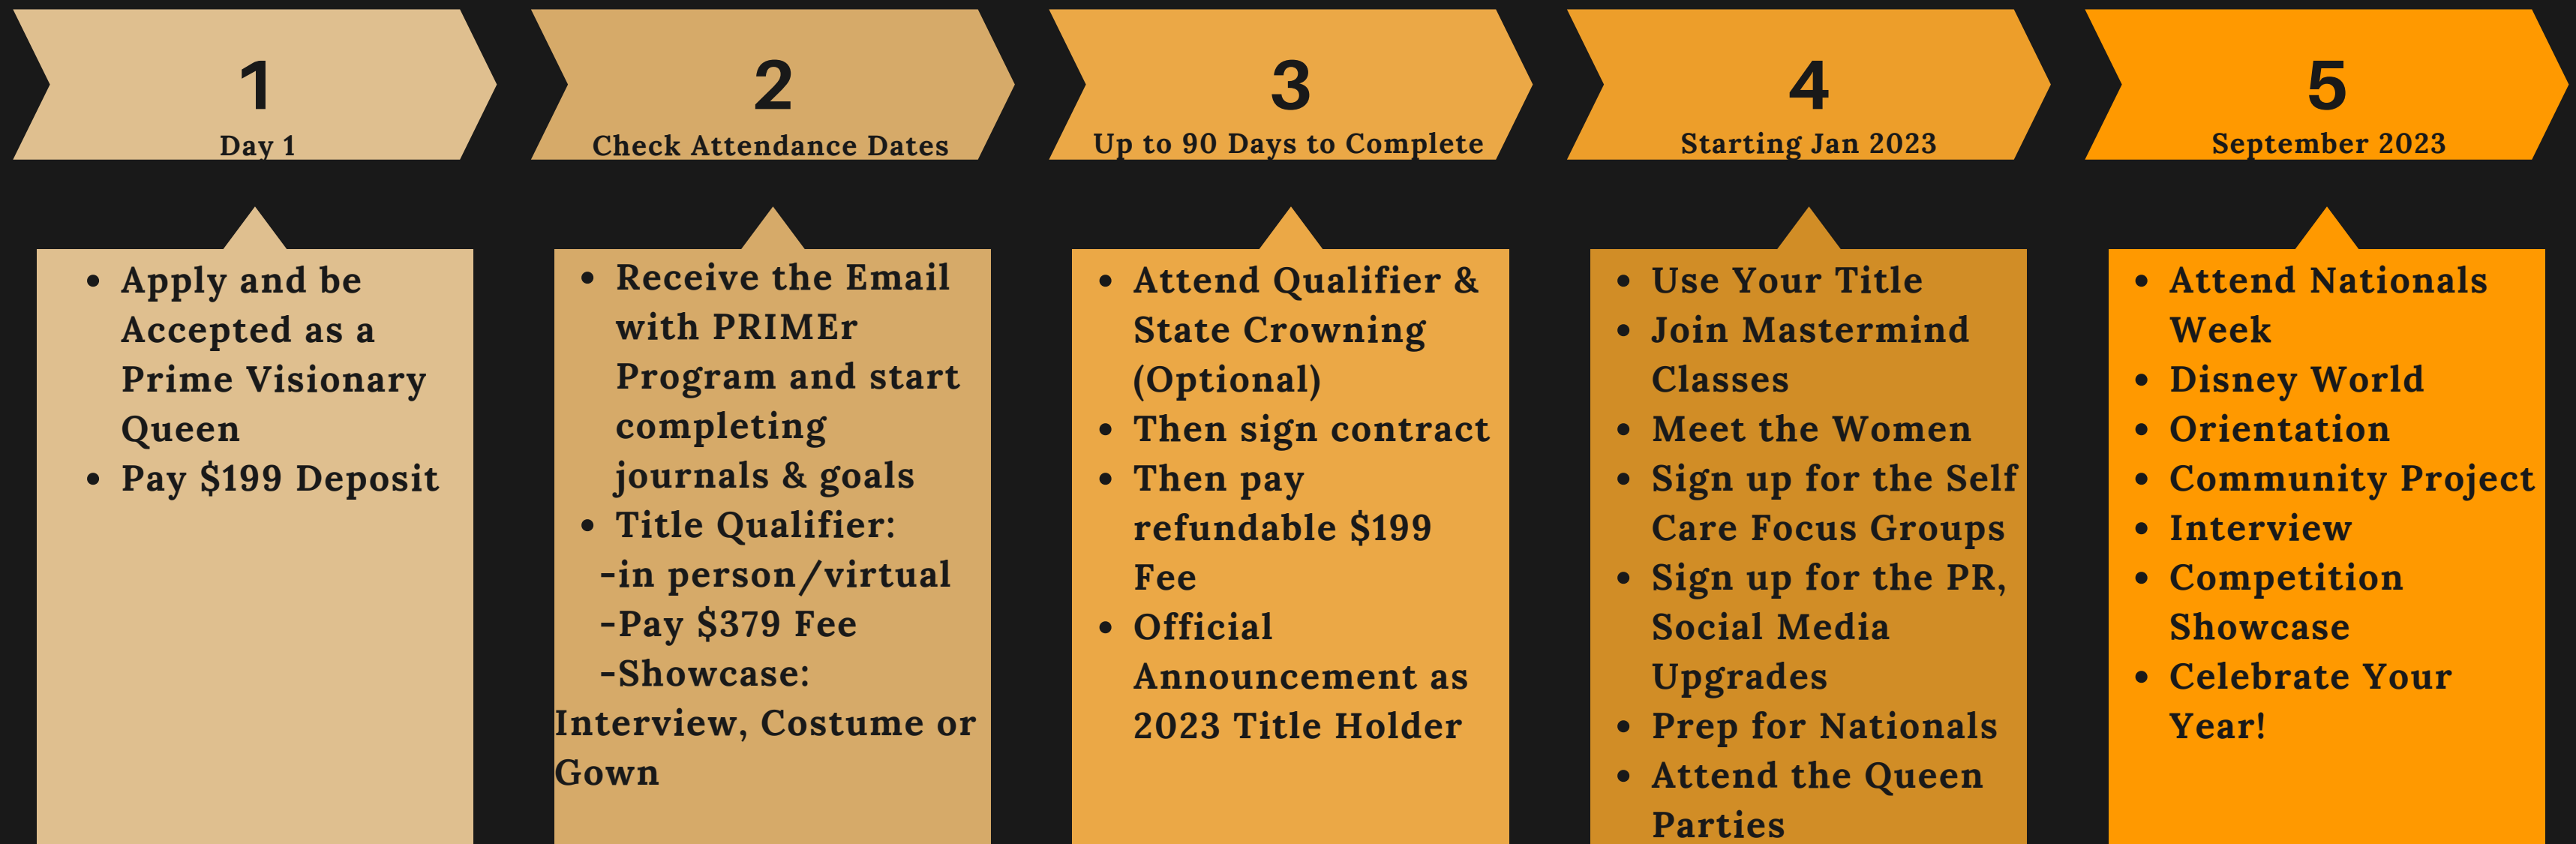 1
Day 1
2
Check Attendance Dates
3
Up to 90 Days to Complete
4
Starting Jan 2023
5
September 2023
• Apply and be
Accepted as a
Prime Visionary
Queen
• Pay $199 Deposit
• Receive the Email
with PRIMEr
Program and start
completing
journals & goals
• Title Qualifier:
-in person/virtual
-Pay $379 Fee
-Showcase:
Interview, Costume or
Gown
• Attend Qualifier &
State Crowning
(Optional)
• Then sign contract
• Then pay
refundable $199
Fee
• Official
Announcement as
2023 Title Holder
• Use Your Title
• Join Mastermind
Classes
• Meet the Women
• Sign up for the Self
Care Focus Groups
• Sign up for the PR,
Social Media
Upgrades
• Prep for Nationals
• Attend the Queen
Parties
• Attend Nationals
Week
• Disney World
• Orientation
• Community Project
• Interview
• Competition
Showcase
• Celebrate Your
Year!